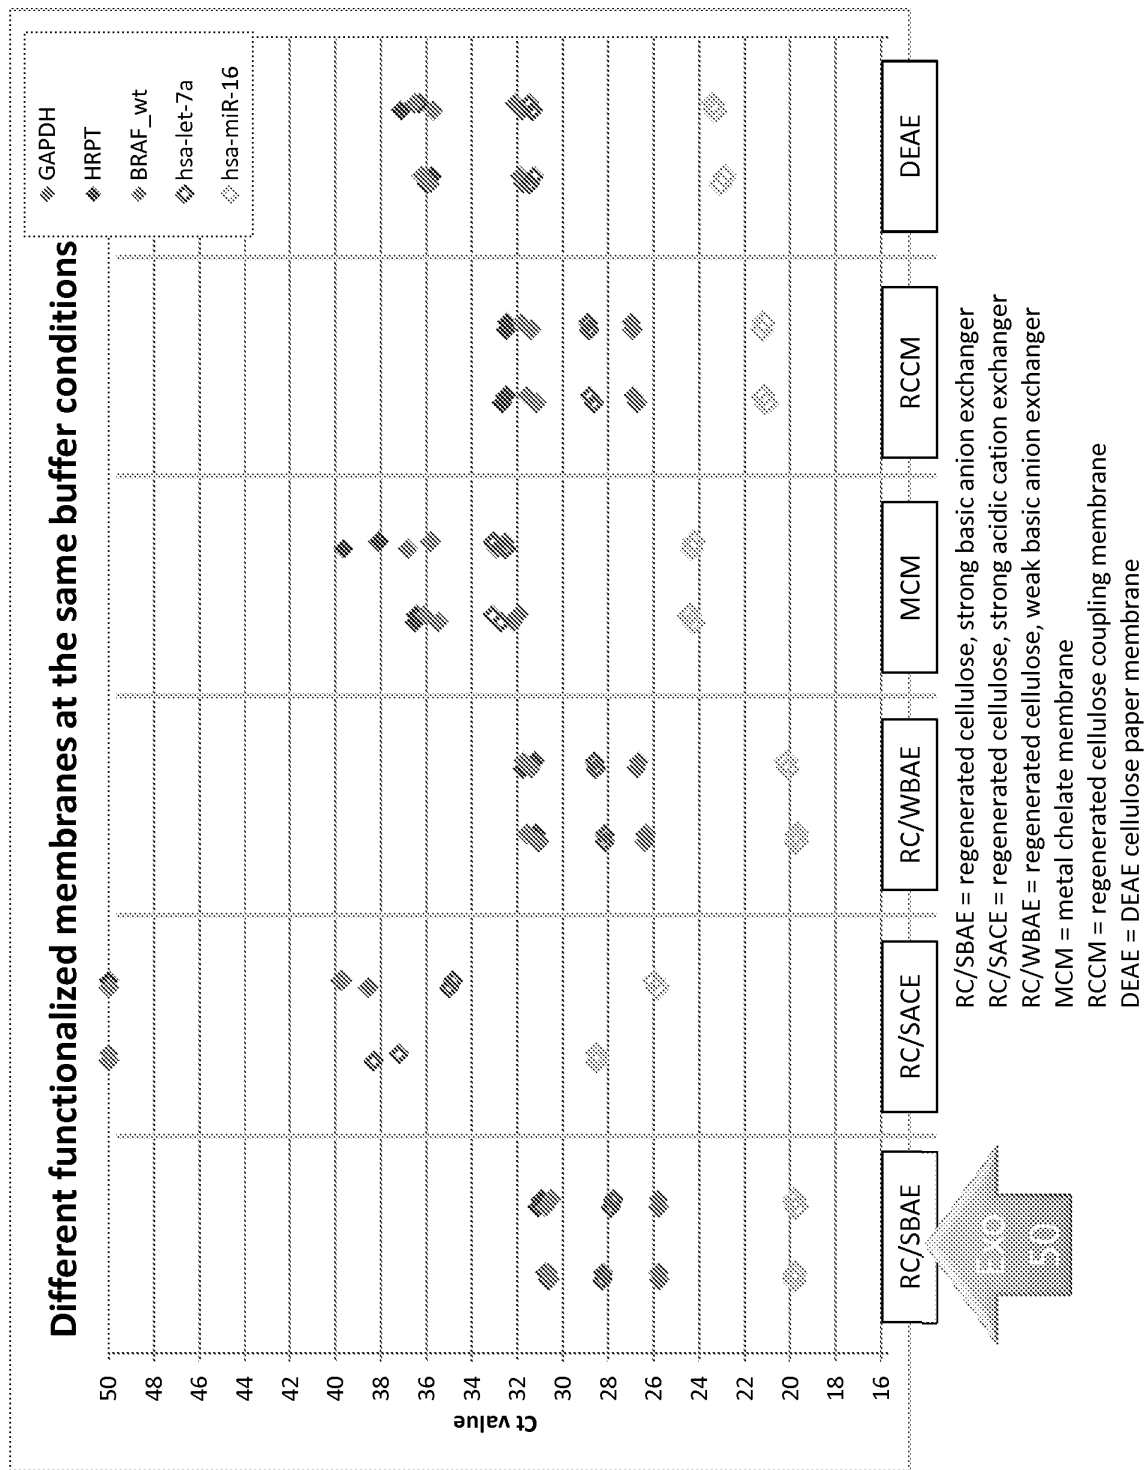 Different functionalized membranes at the same buffer conditions
GAPDH
HRPT
BRAF_wt
hsa-let-7a
hsa-miR-16
Ct value
50
48
46
44
42
40
38
36
34
32
30
28
26
24
22
20
18
16
RC/SBAE
RC/SACE
RC/WBAE
MCM
RCCM
DEAE
Exo
50
RC/SBAE = regenerated cellulose, strong basic anion exchanger
RC/SACE = regenerated cellulose, strong acidic cation exchanger
RC/WBAE = regenerated cellulose, weak basic anion exchanger
MCM = metal chelate membrane
RCCM = regenerated cellulose coupling membrane
DEAE = DEAE cellulose paper membrane